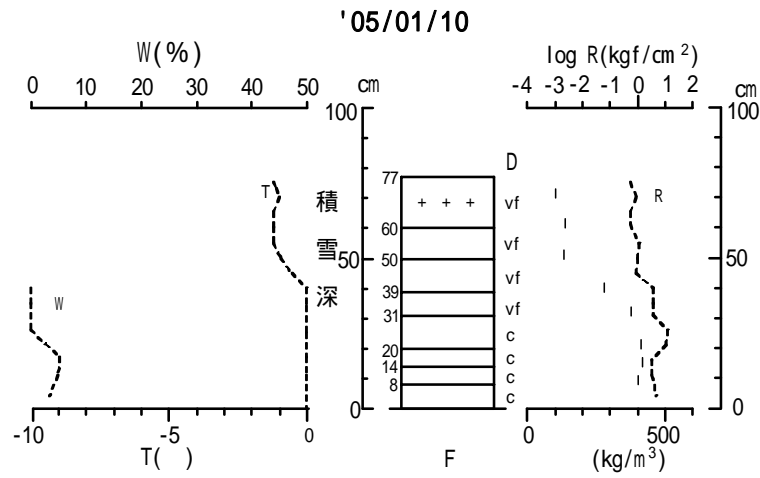 '05/01/10
W(%)
0 10 20 30 40 50
cm
100
50
0
T
W
-10 -5 0
T( )
積
雪
深
77
60
50
39
31
20
14
8
+ + +
D
vf
vf
vf
vf
c
c
c
c
F
log R(kgf/cm²)
-4 -3 -2 -1 0 1 2
cm
100
50
0
R
0 500
(kg/m³)